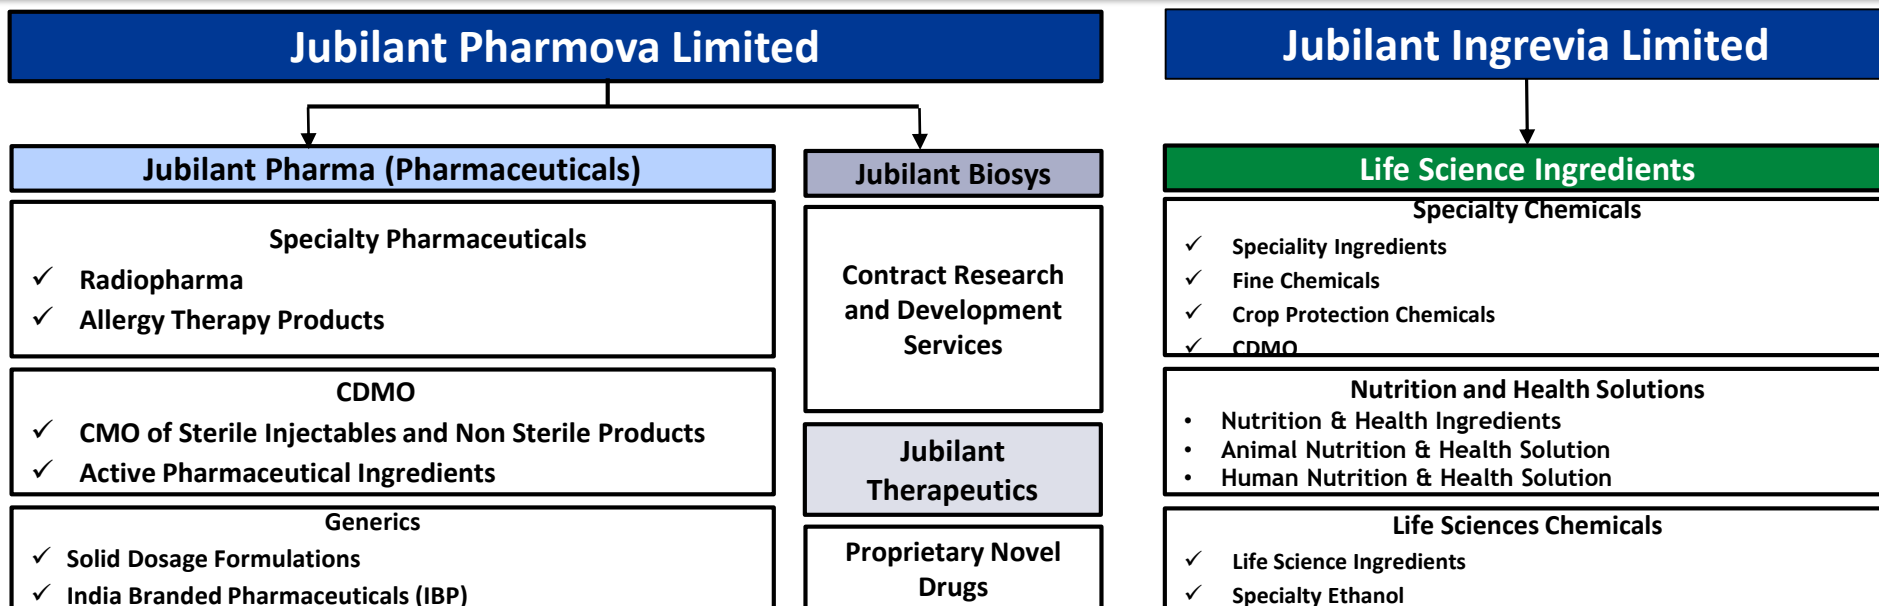 Jubilant Pharmova Limited
Jubilant Pharma (Pharmaceuticals)
Specialty Pharmaceuticals
✓ Radiopharma
✓ Allergy Therapy Products
CDMO
✓ CMO of Sterile Injectables and Non Sterile Products
✓ Active Pharmaceutical Ingredients
Generics
✓ Solid Dosage Formulations
✓ India Branded Pharmaceuticals (IBP)
Jubilant Biosys
Contract Research
and Development
Services
Jubilant
Therapeutics
Proprietary Novel
Drugs
Jubilant Ingrevia Limited
Life Science Ingredients
Specialty Chemicals
✓ Speciality Ingredients
✓ Fine Chemicals
✓ Crop Protection Chemicals
✓ CDMO
Nutrition and Health Solutions
• Nutrition & Health Ingredients
• Animal Nutrition & Health Solution
• Human Nutrition & Health Solution
Life Sciences Chemicals
✓ Life Science Ingredients
✓ Specialty Ethanol